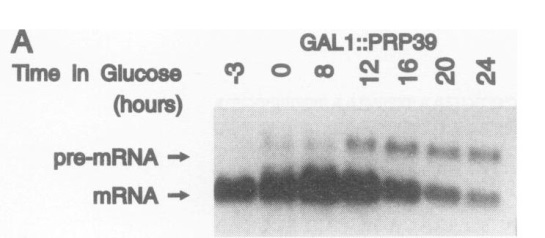 A
GAL1::PRP39
Time in Glucose
(hours)
-3 0 8 12 16 20 24
pre-mRNA →
mRNA →